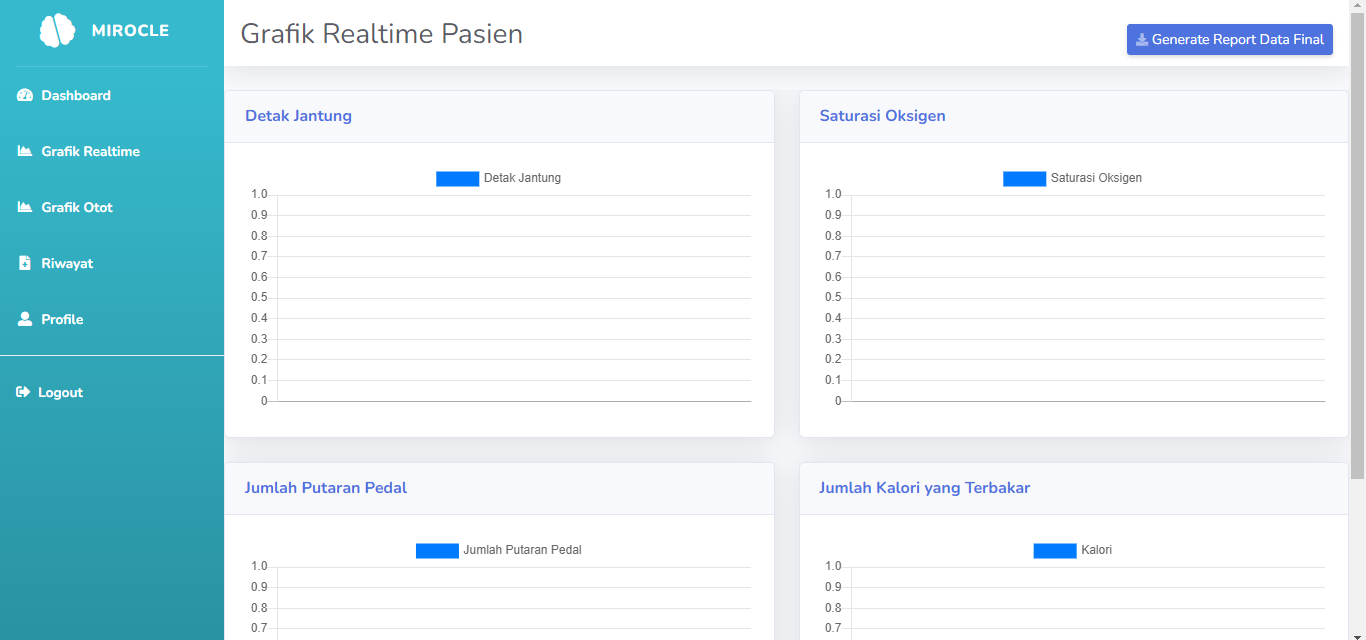 MIROCLE
Dashboard
Grafik Realtime
Grafik Otot
Riwayat
Profile
Logout
Grafik Realtime Pasien
Generate Report Data Final
Detak Jantung
Detak Jantung
1.0
0.9
0.8
0.7
0.6
0.5
0.4
0.3
0.2
0.1
0
Saturasi Oksigen
Saturasi Oksigen
1.0
0.9
0.8
0.7
0.6
0.5
0.4
0.3
0.2
0.1
0
Jumlah Putaran Pedal
Jumlah Putaran Pedal
1.0
0.9
0.8
0.7
Jumlah Kalori yang Terbakar
Kalori
1.0
0.9
0.8
0.7